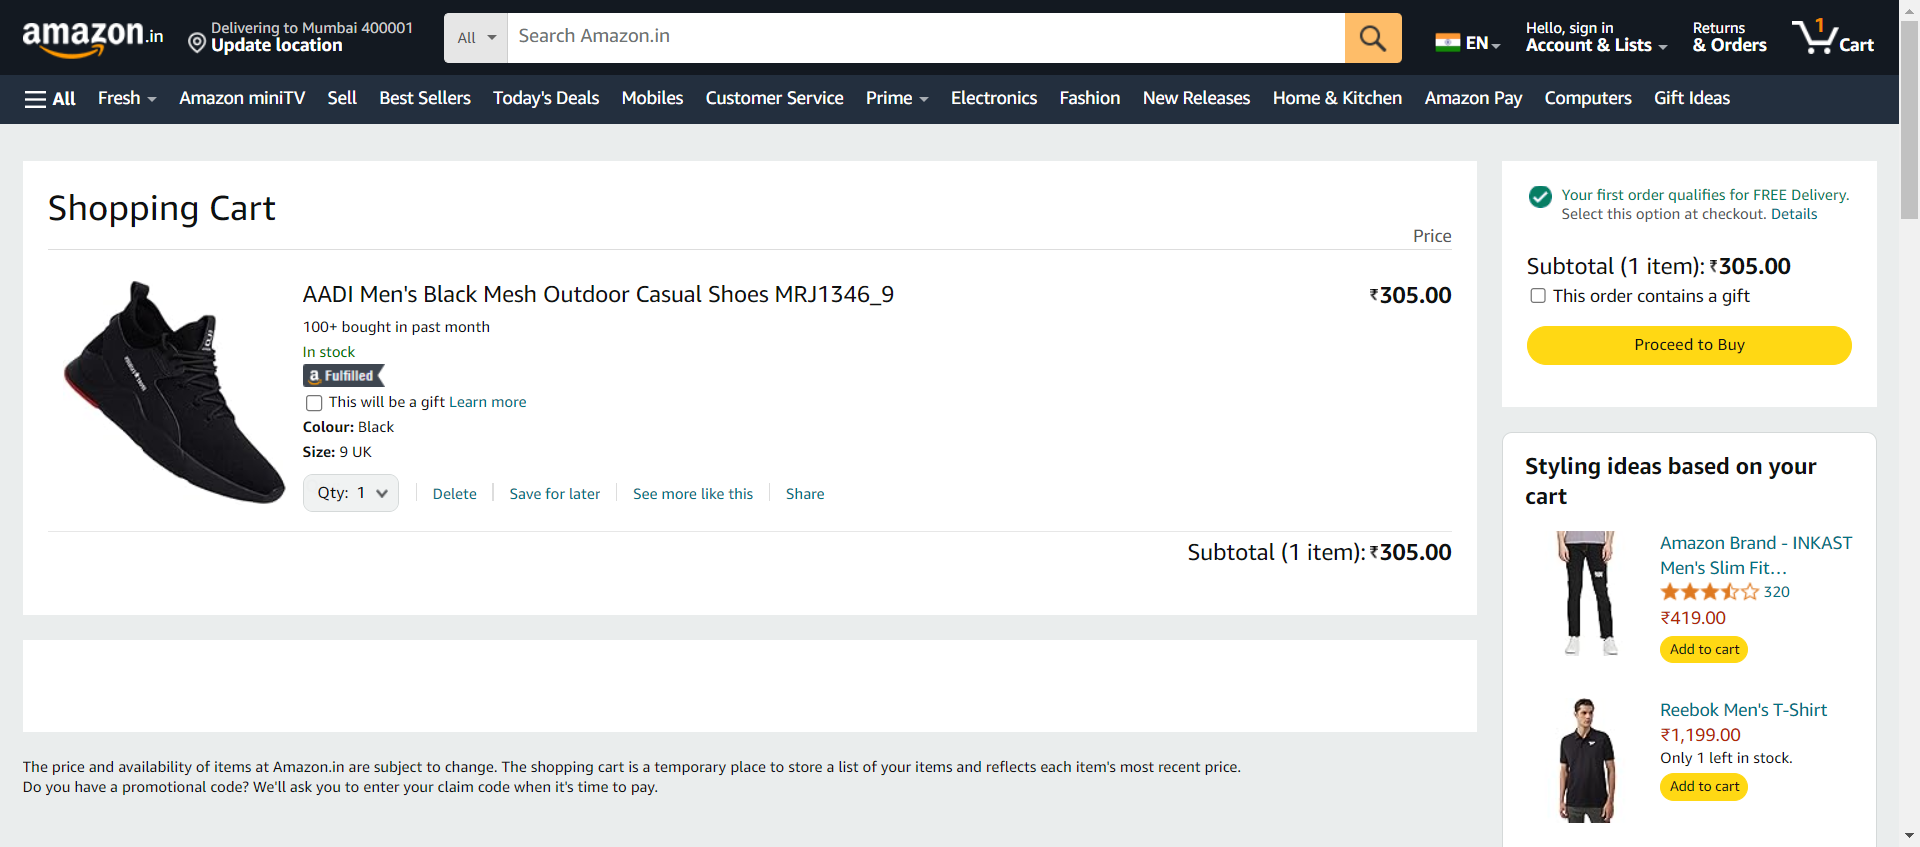 amazon.in
Delivering to Mumbai 400001
Update location
All
Search Amazon.in
EN
Hello, sign in
Account & Lists
Returns
& Orders
1
Cart
All
Fresh
Amazon miniTV
Sell
Best Sellers
Today's Deals
Mobiles
Customer Service
Prime
Electronics
Fashion
New Releases
Home & Kitchen
Amazon Pay
Computers
Gift Ideas
Shopping Cart
Price
AADI Men's Black Mesh Outdoor Casual Shoes MRJ1346_9
₹305.00
100+ bought in past month
In stock
a Fulfilled
This will be a gift Learn more
Colour: Black
Size: 9 UK
Qty: 1
Delete
Save for later
See more like this
Share
Subtotal (1 item): ₹305.00
The price and availability of items at Amazon.in are subject to change. The shopping cart is a temporary place to store a list of your items and reflects each item's most recent price.
Do you have a promotional code? We'll ask you to enter your claim code when it's time to pay.
Your first order qualifies for FREE Delivery.
Select this option at checkout. Details
Subtotal (1 item): ₹305.00
This order contains a gift
Proceed to Buy
Styling ideas based on your
cart
Amazon Brand - INKAST
Men's Slim Fit…
320
₹419.00
Add to cart
Reebok Men's T-Shirt
₹1,199.00
Only 1 left in stock.
Add to cart